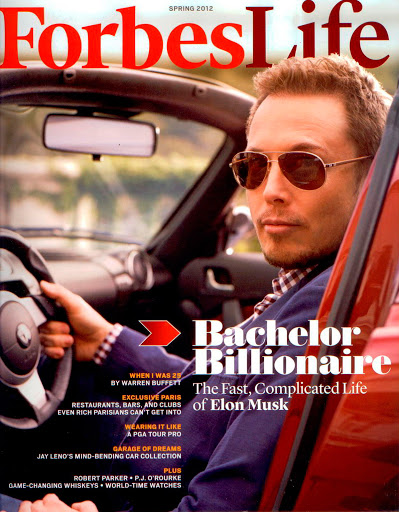 SPRING 2012
ForbesLife
Bachelor
Billionaire
The Fast, Complicated Life
of Elon Musk
WHEN I WAS 25
BY WARREN BUFFETT
EXCLUSIVE PARIS
RESTAURANTS, BARS, AND CLUBS
EVEN RICH PARISIANS CAN'T GET INTO
WEARING IT LIKE
A PGA TOUR PRO
GARAGE OF DREAMS
JAY LENO'S MIND-BENDING CAR COLLECTION
PLUS
ROBERT PARKER • P.J. O'ROURKE
GAME-CHANGING WHISKEYS • WORLD-TIME WATCHES